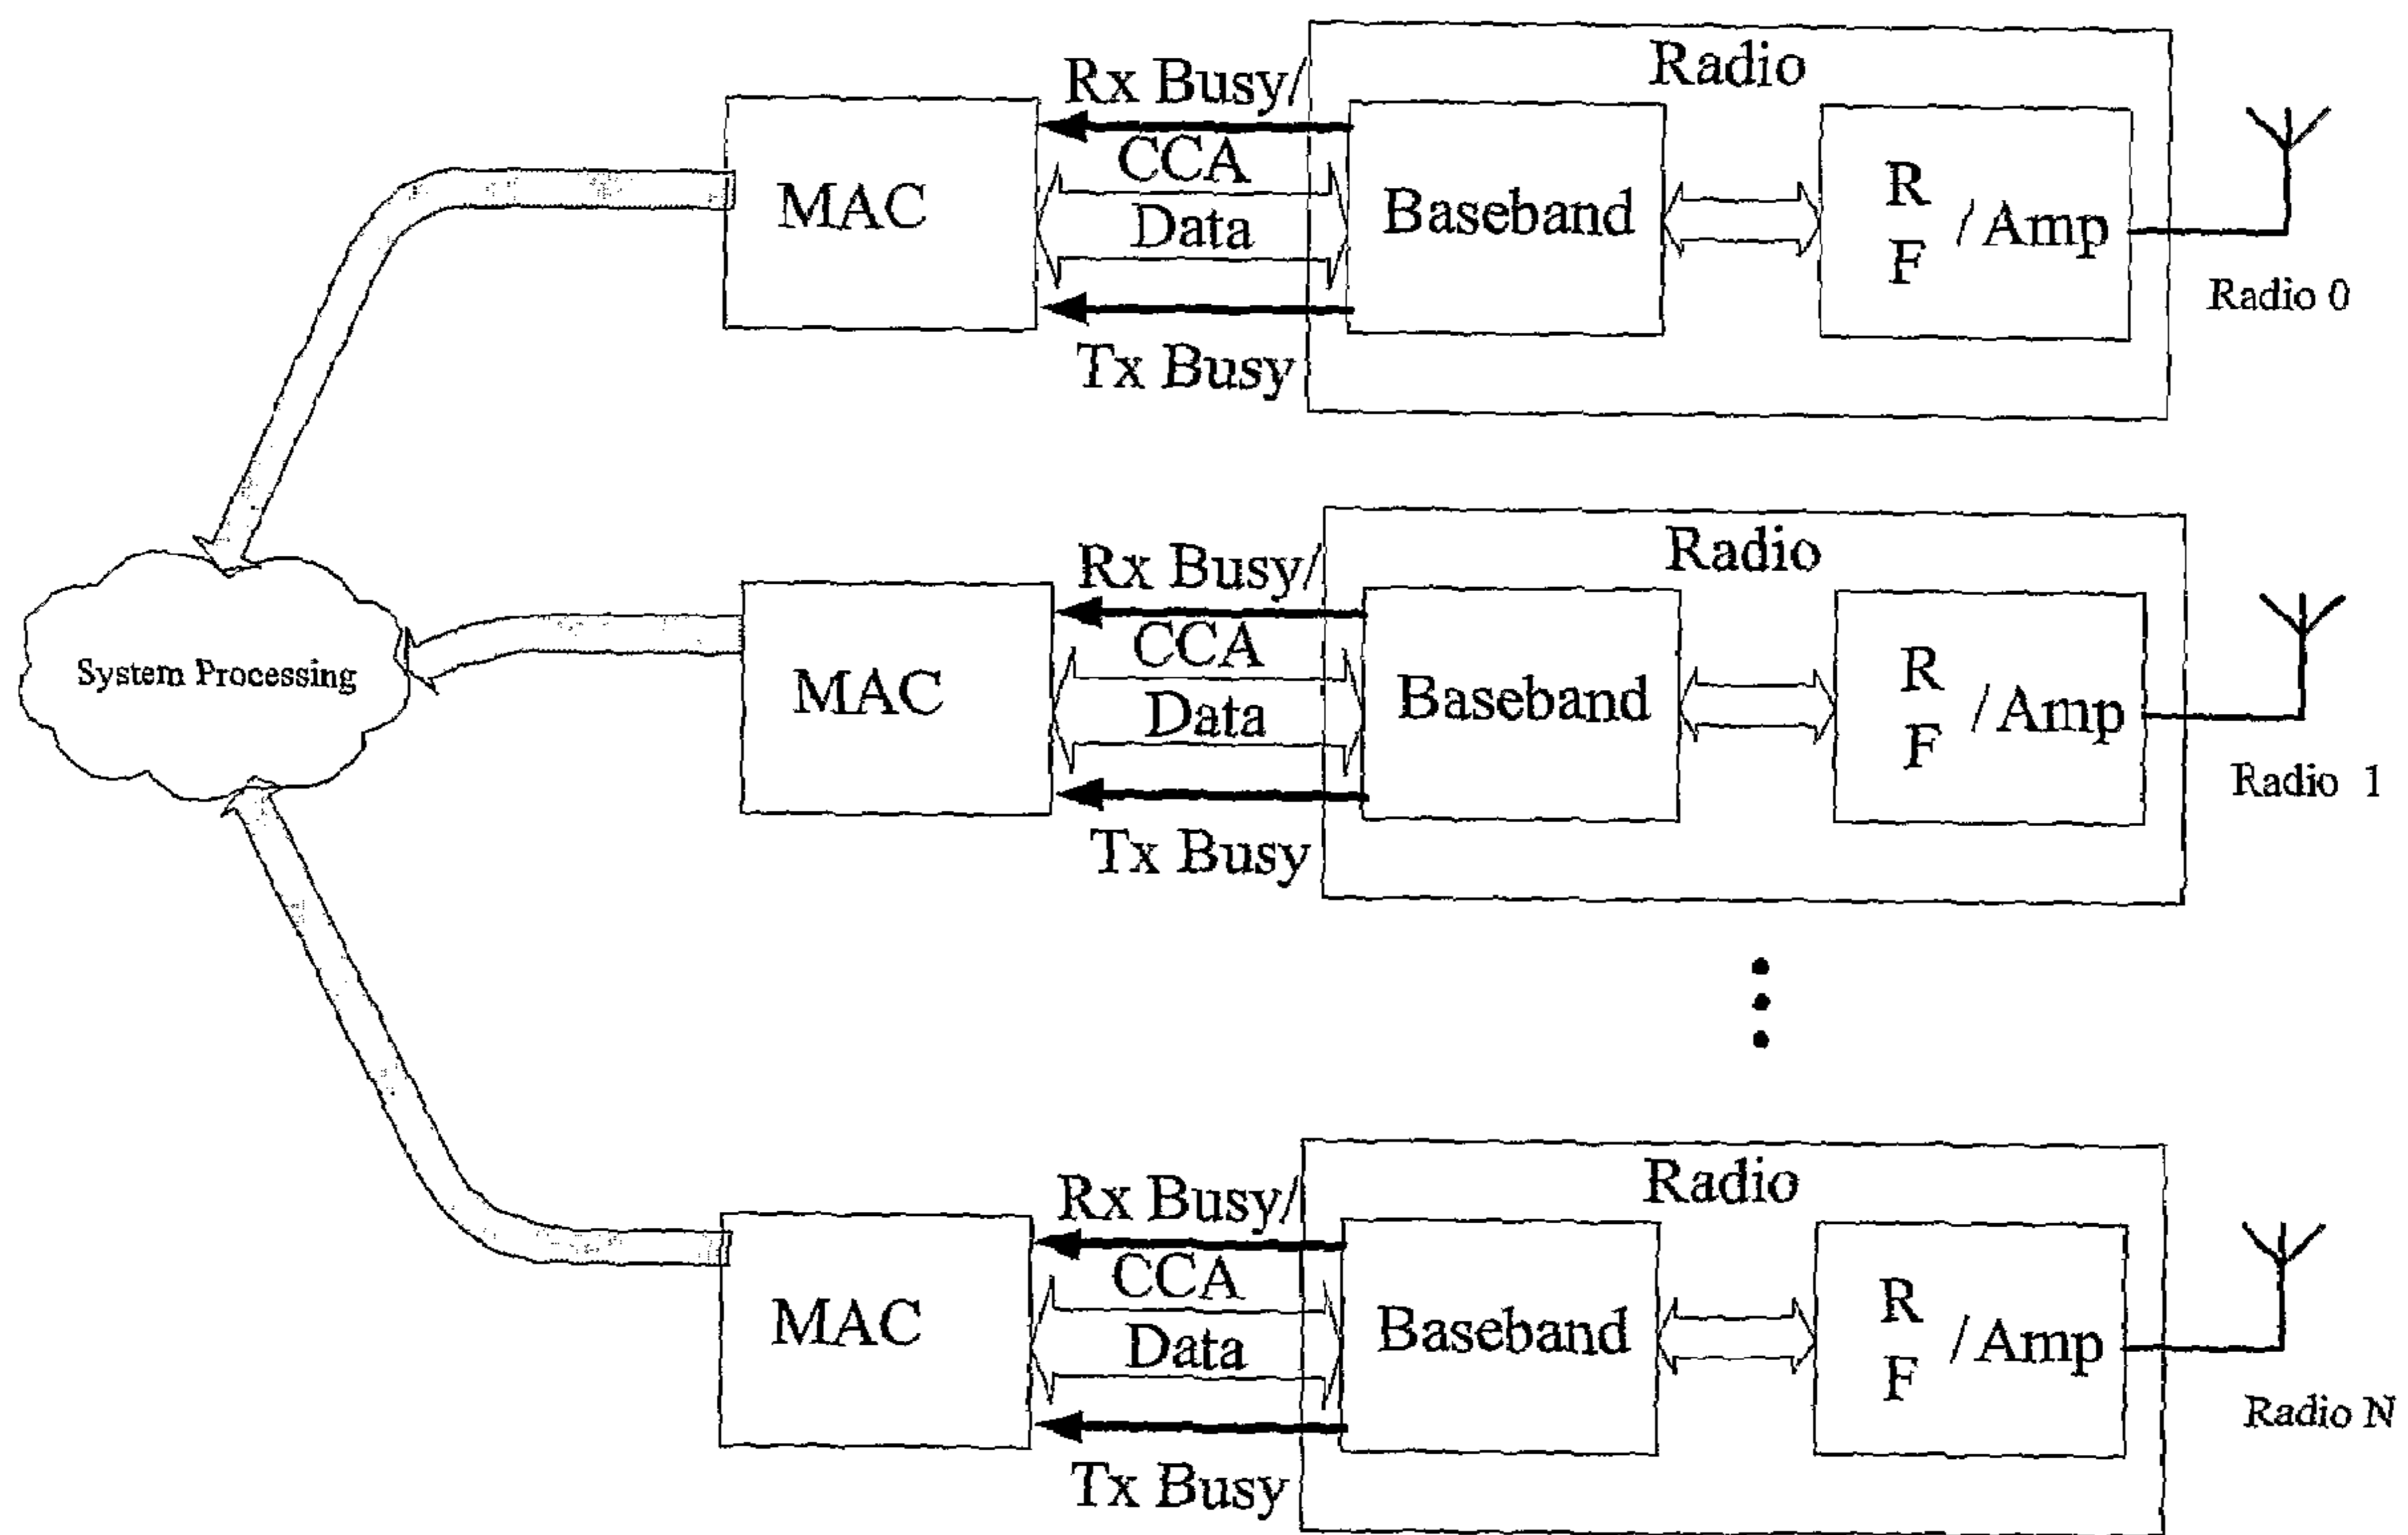 Radio
Rx Busy/
CCA
MAC
Data
Baseband
R
F
/Amp
Tx Busy
Radio 0
Radio
Rx Busy/
CCA
MAC
Data
Baseband
R
F
/Amp
Tx Busy
Radio 1
System Processing
Radio
Rx Busy/
CCA
MAC
Data
Baseband
R
F
/Amp
Tx Busy
Radio N